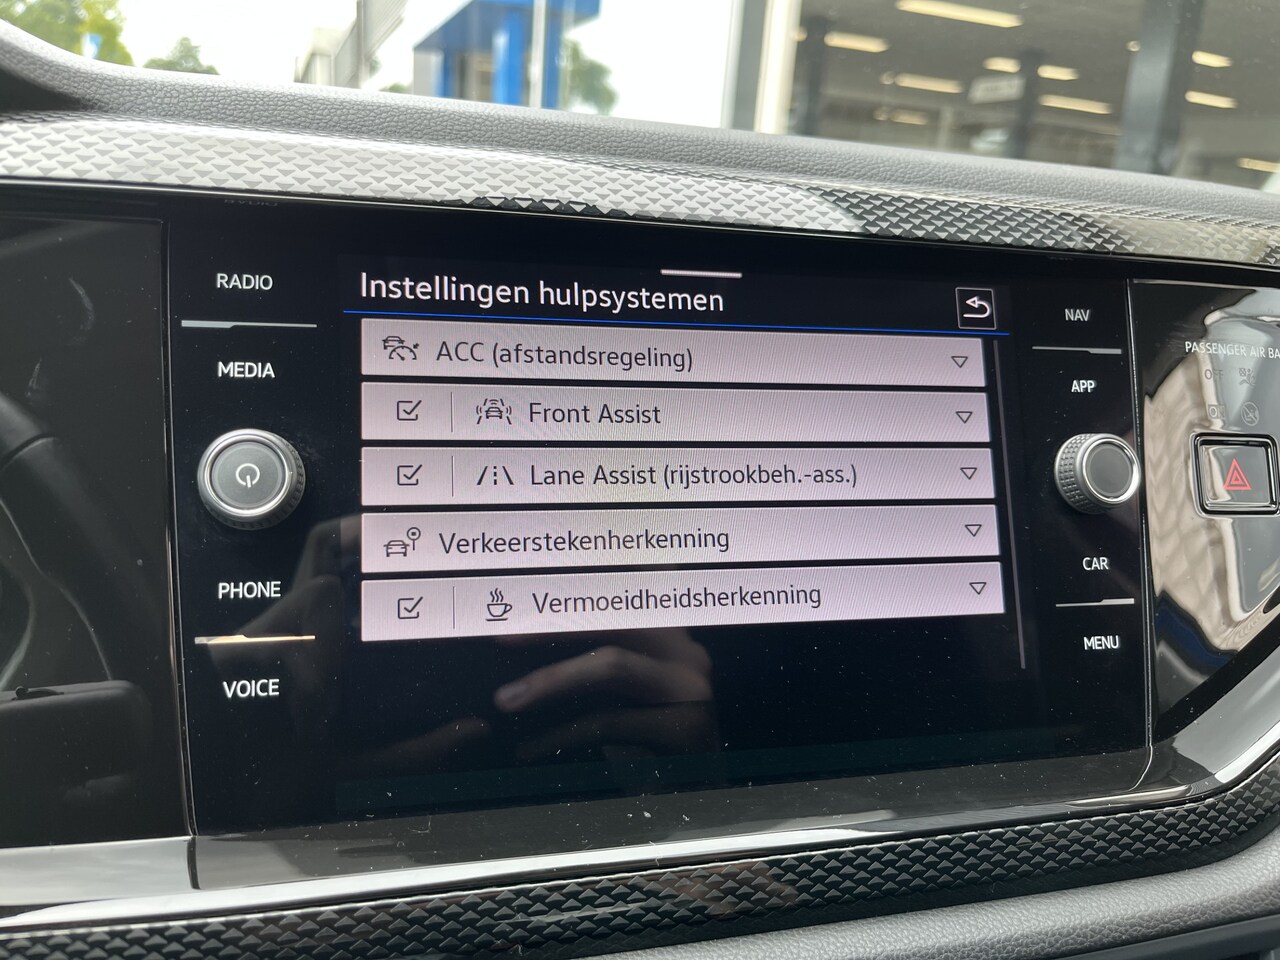 RADIO
MEDIA
PHONE
VOICE
Instellingen hulpsystemen
ACC (afstandsregeling)
Front Assist
Lane Assist (rijstrookbeh.-ass.)
Verkeerstekenherkenning
Vermoeidheidsherkenning
NAV
APP
CAR
MENU
PASSENGER AIR BA
OFF